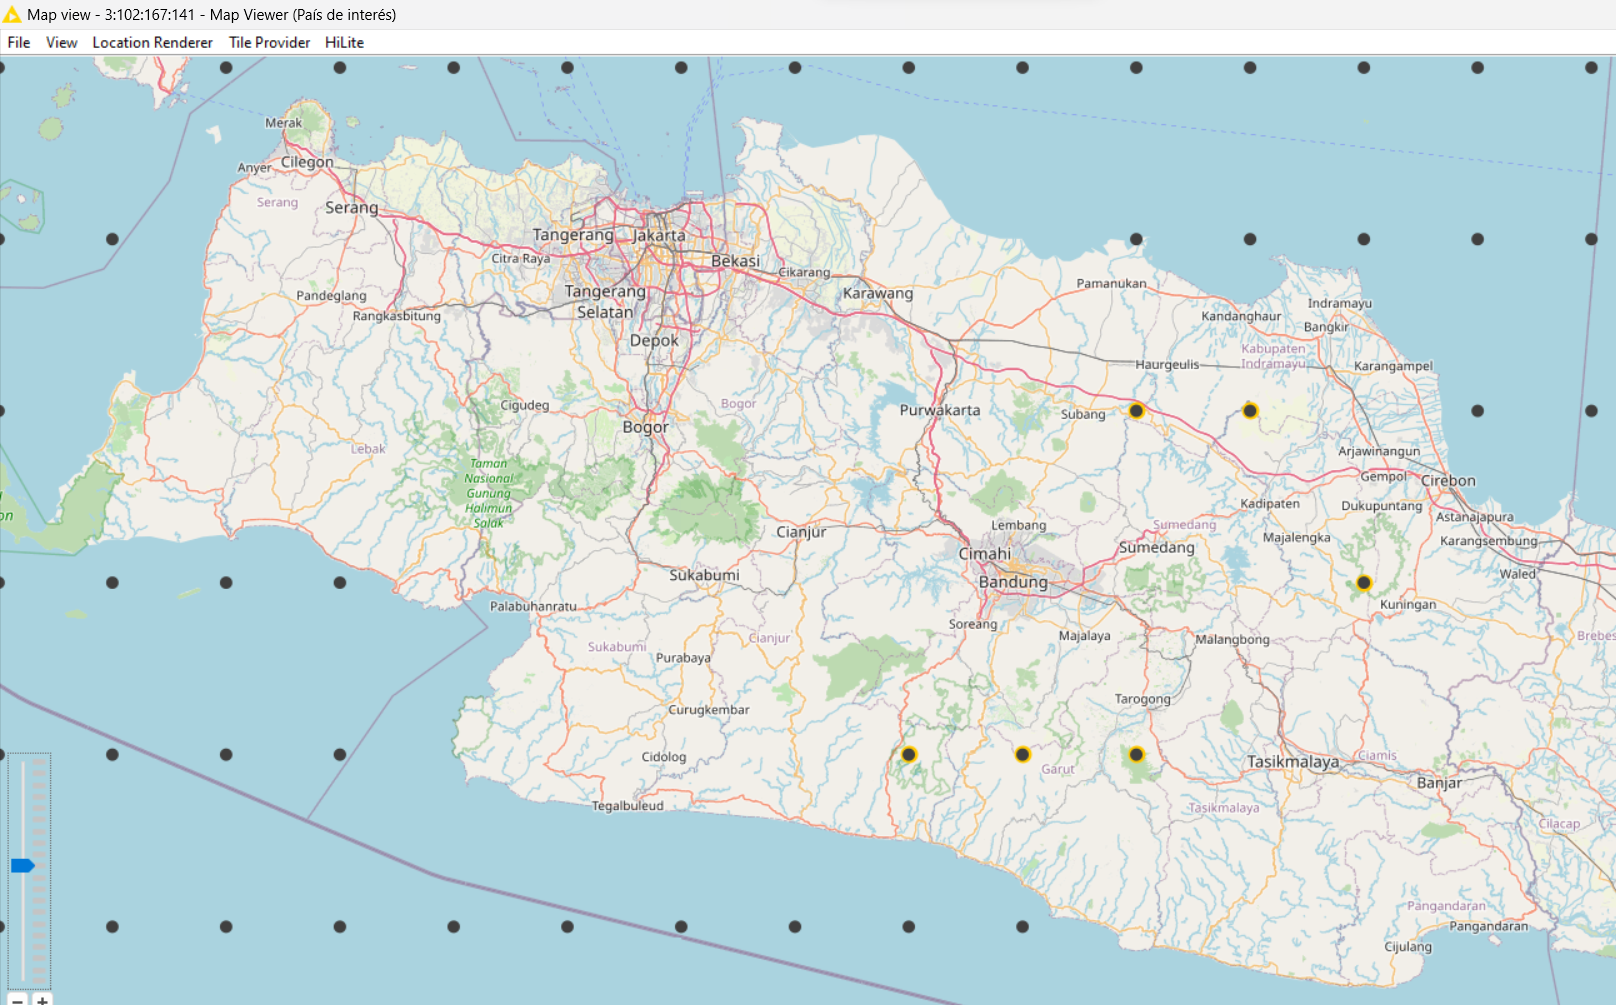 Map view - 3:102:167:141 - Map Viewer (País de interés)
File View Location Renderer Tile Provider HiLite
Merak
Cilegon
Anyer
Serang
Serang
Tangerang
Jakarta
Citra Raya
Bekasi
Cikarang
Pandeglang
Rangkasbitung
Tangerang
Selatan
Karawang
Pamanukan
Kandanghaur
Indramayu
Bangkir
Depok
Kabupaten
Indramayu
Haurgeulis
Karangampel
Cigudeg
Bogor
Bogor
Purwakarta
Subang
Lebak
Taman
Nasional
Gunung
Halimun
Salak
Arjawinangun
Gempol
Cirebon
Kadipaten
Dukupuntang
Astanajapura
on
Cianjur
Lembang
Sumedang
Majalengka
Karangsembung
Cimahi
Sumedang
Sukabumi
Bandung
Waled
Palabuhanratu
Kuningan
Soreang
Majalaya
Malangbong
Brebes
Sukabumi
Cianjur
Purabaya
Tarogong
Curugkembar
Cidolog
Garut
Tasikmalaya
Ciamis
Banjar
Tegalbuleud
Tasikmalaya
Cilacap
Pangandaran
Pangandaran
Cijulang
− +